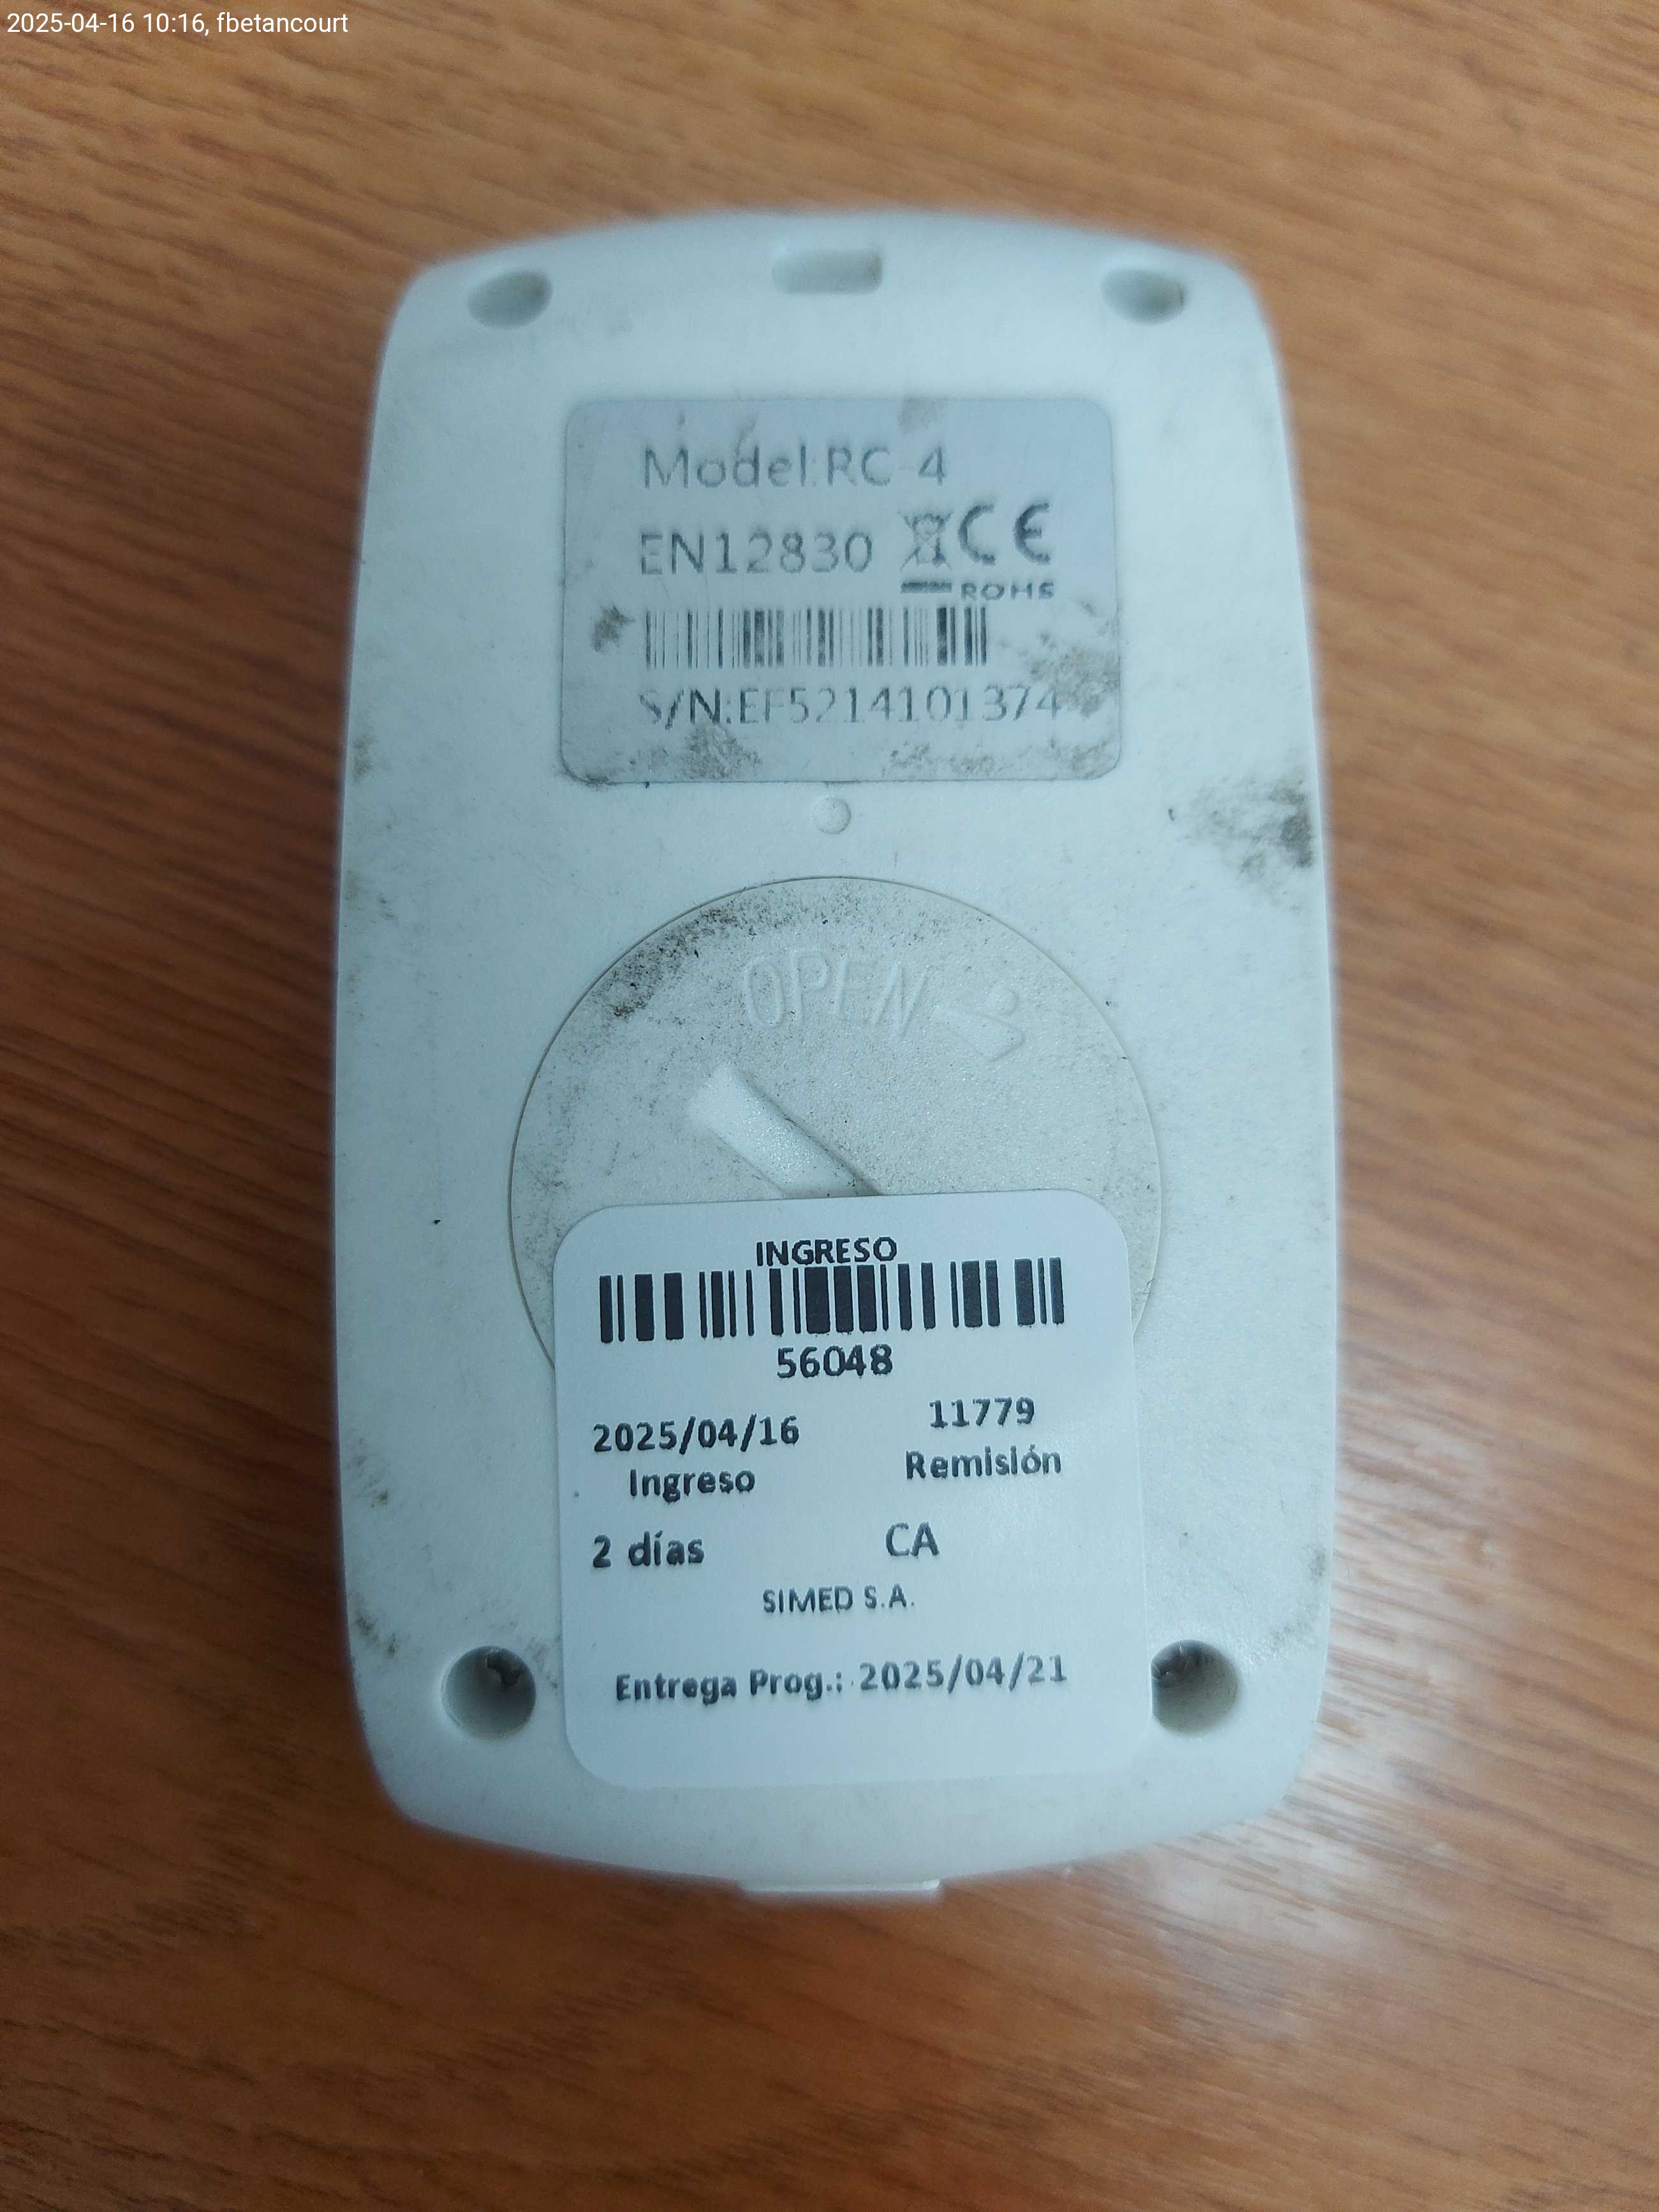 2025-04-16 10:16, fbetancourt
Model:RC-4
EN12830 CE
ROHS
S/N:EF5214101374
OPEN
INGRESO
56048
2025/04/16 11779
Ingreso Remisión
2 días CA
SIMED S.A.
Entrega Prog.: 2025/04/21